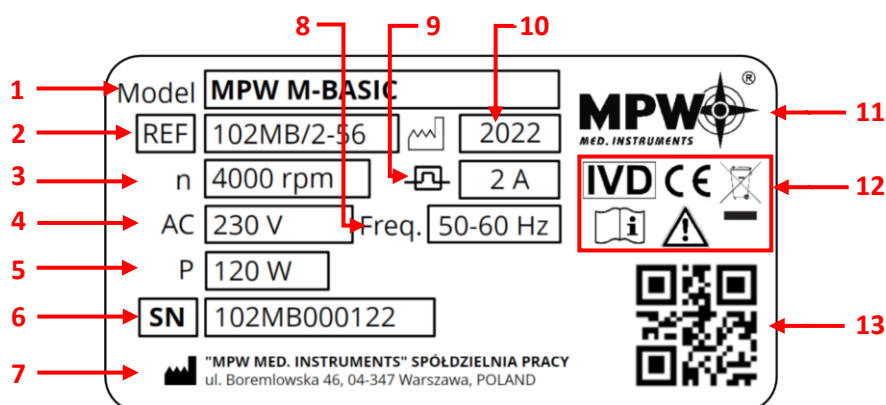 8 9 10
1 Model MPW M-BASIC MPW ® 11
MED. INSTRUMENTS
2 REF 102MB/2-56 2022
3 n 4000 rpm 2 A IVD CE 12
4 AC 230 V Freq. 50-60 Hz
5 P 120 W
6 SN 102MB000122 13
7 "MPW MED. INSTRUMENTS" SPÓŁDZIELNIA PRACY
ul. Boremlowska 46, 04-347 Warszawa, POLAND